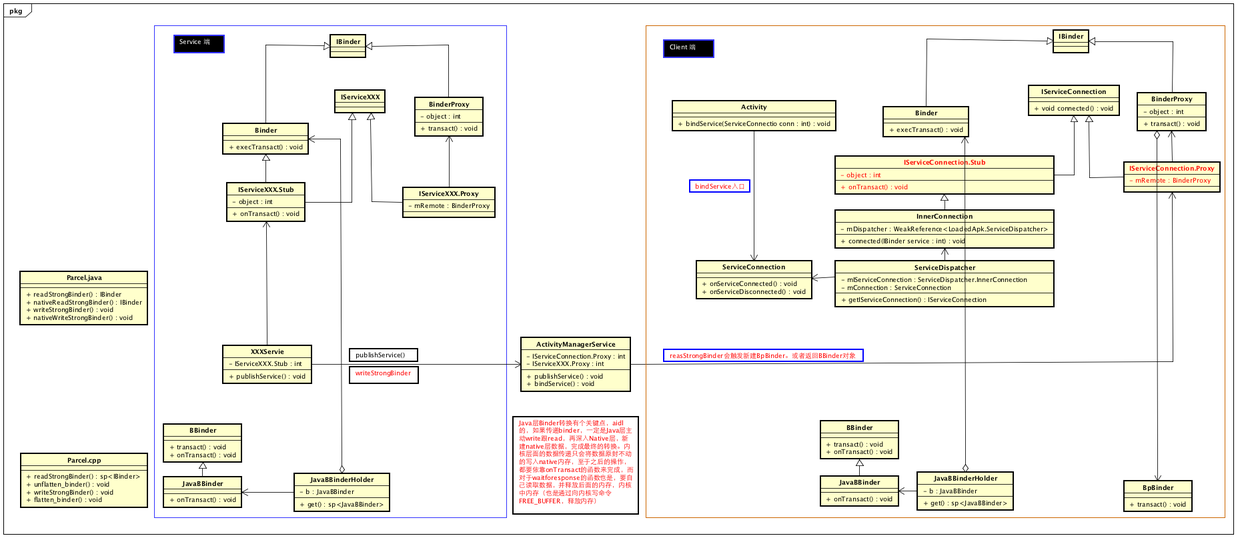 pkg
Service 端
IBinder
IServiceXXX
BinderProxy
− object : int
+ transact() : void
Binder
+ execTransact() : void
IServiceXXX.Stub
− object : int
+ onTransact() : void
IServiceXXX.Proxy
− mRemote : BinderProxy
Parcel.java
+ readStrongBinder() : IBinder
+ nativeReadStrongBinder() : IBinder
+ writeStrongBinder() : void
+ nativeWriteStrongBinder() : void
XXXServie
− IServiceXXX.Stub : int
+ publishService() : void
publishService()
writeStrongBinder
BBinder
+ transact() : void
+ onTransact() : void
JavaBBinder
+ onTransact() : void
JavaBBinderHolder
− b : JavaBBinder
+ get() : sp<JavaBBinder>
Parcel.cpp
+ readStrongBinder() : sp<IBinder>
+ unflatten_binder() : void
+ writeStrongBinder() : void
+ flatten_binder() : void
ActivityManagerService
− IServiceConnection.Proxy : int
− IServiceXXX.Proxy : int
+ publishService() : void
+ bindService() : void
Java层Binder转换有个关键点，aidl
的，如果传递binder，一定是Java层主
动write跟read，再深入Native层，新
建native层数据，完成最终的转换，内
核层面的数据传递只会将数据原封不动
的写入native内存，至于之后的操作，
都要依靠onTransact的函数来完成，而
对于waitforesponse的函数也是，要自
己读取数据，并释放后面的内存，内核
中内存（也是通过向内核写命令
FREE_BUFFER，释放内存）
Client 端
IBinder
IServiceConnection
+ void connected() : void
BinderProxy
− object : int
+ transact() : void
Activity
+ bindService(ServiceConnectio conn : int) : void
Binder
+ execTransact() : void
IServiceConnection.Stub
− object : int
+ onTransact() : void
IServiceConnection.Proxy
− mRemote : BinderProxy
bindService入口
InnerConnection
− mDispatcher : WeakReference<LoadedApk.ServiceDispatcher>
+ connected(IBinder service : int) : void
ServiceConnection
+ onServiceConnected() : void
+ onServiceDisconnected() : void
ServiceDispatcher
− mIServiceConnection : ServiceDispatcher.InnerConnection
− mConnection : ServiceConnection
+ getIServiceConnection() : IServiceConnection
reasStrongBinder会触发新建BpBinder，或者返回BBinder对象
BBinder
+ transact() : void
+ onTransact() : void
JavaBBinder
+ onTransact() : void
JavaBBinderHolder
− b : JavaBBinder
+ get() : sp<JavaBBinder>
BpBinder
+ transact() : void